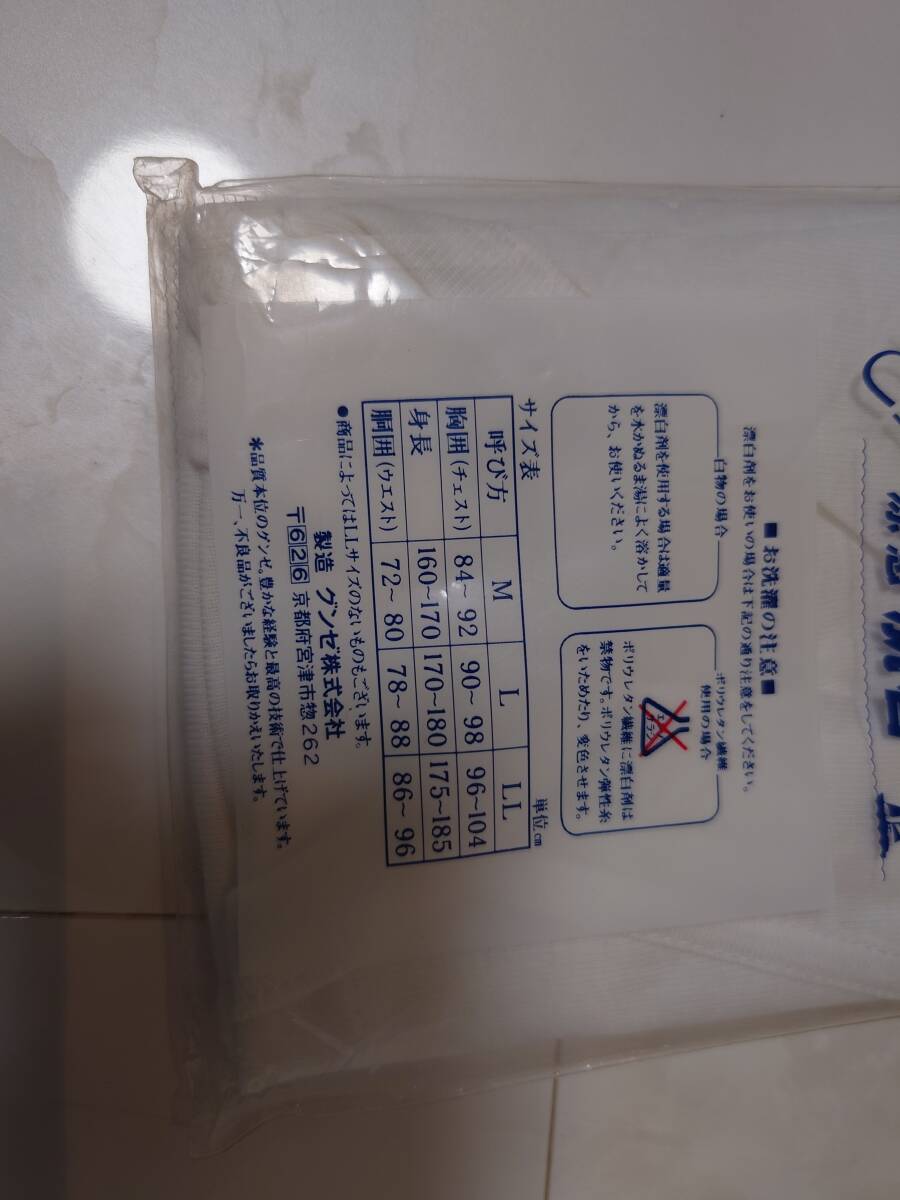 ■お洗濯の注意■
漂白剤をお使いの場合は下記の通り注意をしてください。
白物の場合
漂白剤を使用する場合は適量
を水かぬるま湯によく溶かして
から、お使いください。
ポリウレタン繊維
使用の場合
エンソ
サラシ
ポリウレタン繊維に漂白剤は
禁物です。ポリウレタン弾性糸
をいためたり、変色させます。
サイズ表 単位cm
呼び方 M L LL
胸囲(チェスト) 84〜92 90〜98 96〜104
身長 160〜170 170〜180 175〜185
胴囲(ウエスト) 72〜80 78〜88 86〜96
●商品によってはLLサイズのないものもございます。
製造 グンゼ株式会社
〒626 京都府宮津市惣262
*品質本位のグンゼ。豊かな経験と最高の技術で仕上げています。
万一、不良品がございましたらお取りかえいたします。